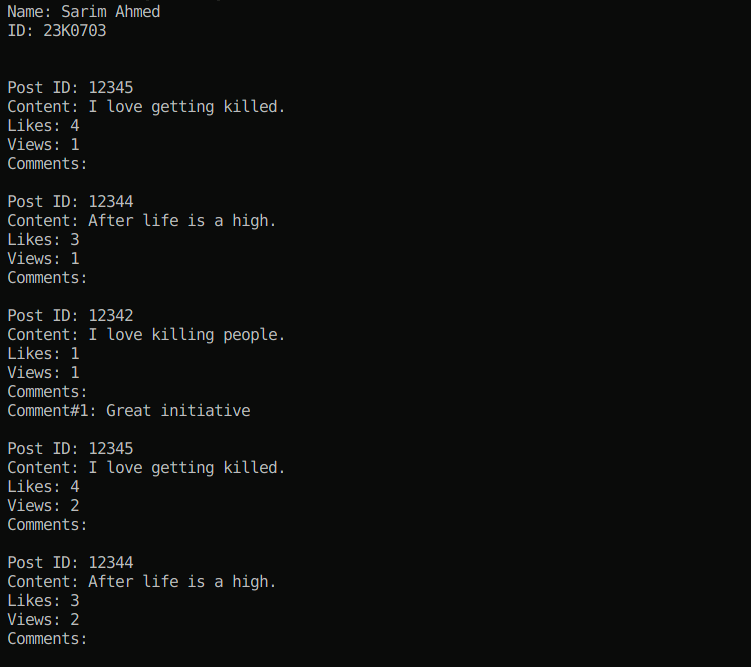 Name: Sarim Ahmed
ID: 23K0703
Post ID: 12345
Content: I love getting killed.
Likes: 4
Views: 1
Comments:
Post ID: 12344
Content: After life is a high.
Likes: 3
Views: 1
Comments:
Post ID: 12342
Content: I love killing people.
Likes: 1
Views: 1
Comments:
Comment#1: Great initiative
Post ID: 12345
Content: I love getting killed.
Likes: 4
Views: 2
Comments:
Post ID: 12344
Content: After life is a high.
Likes: 3
Views: 2
Comments: